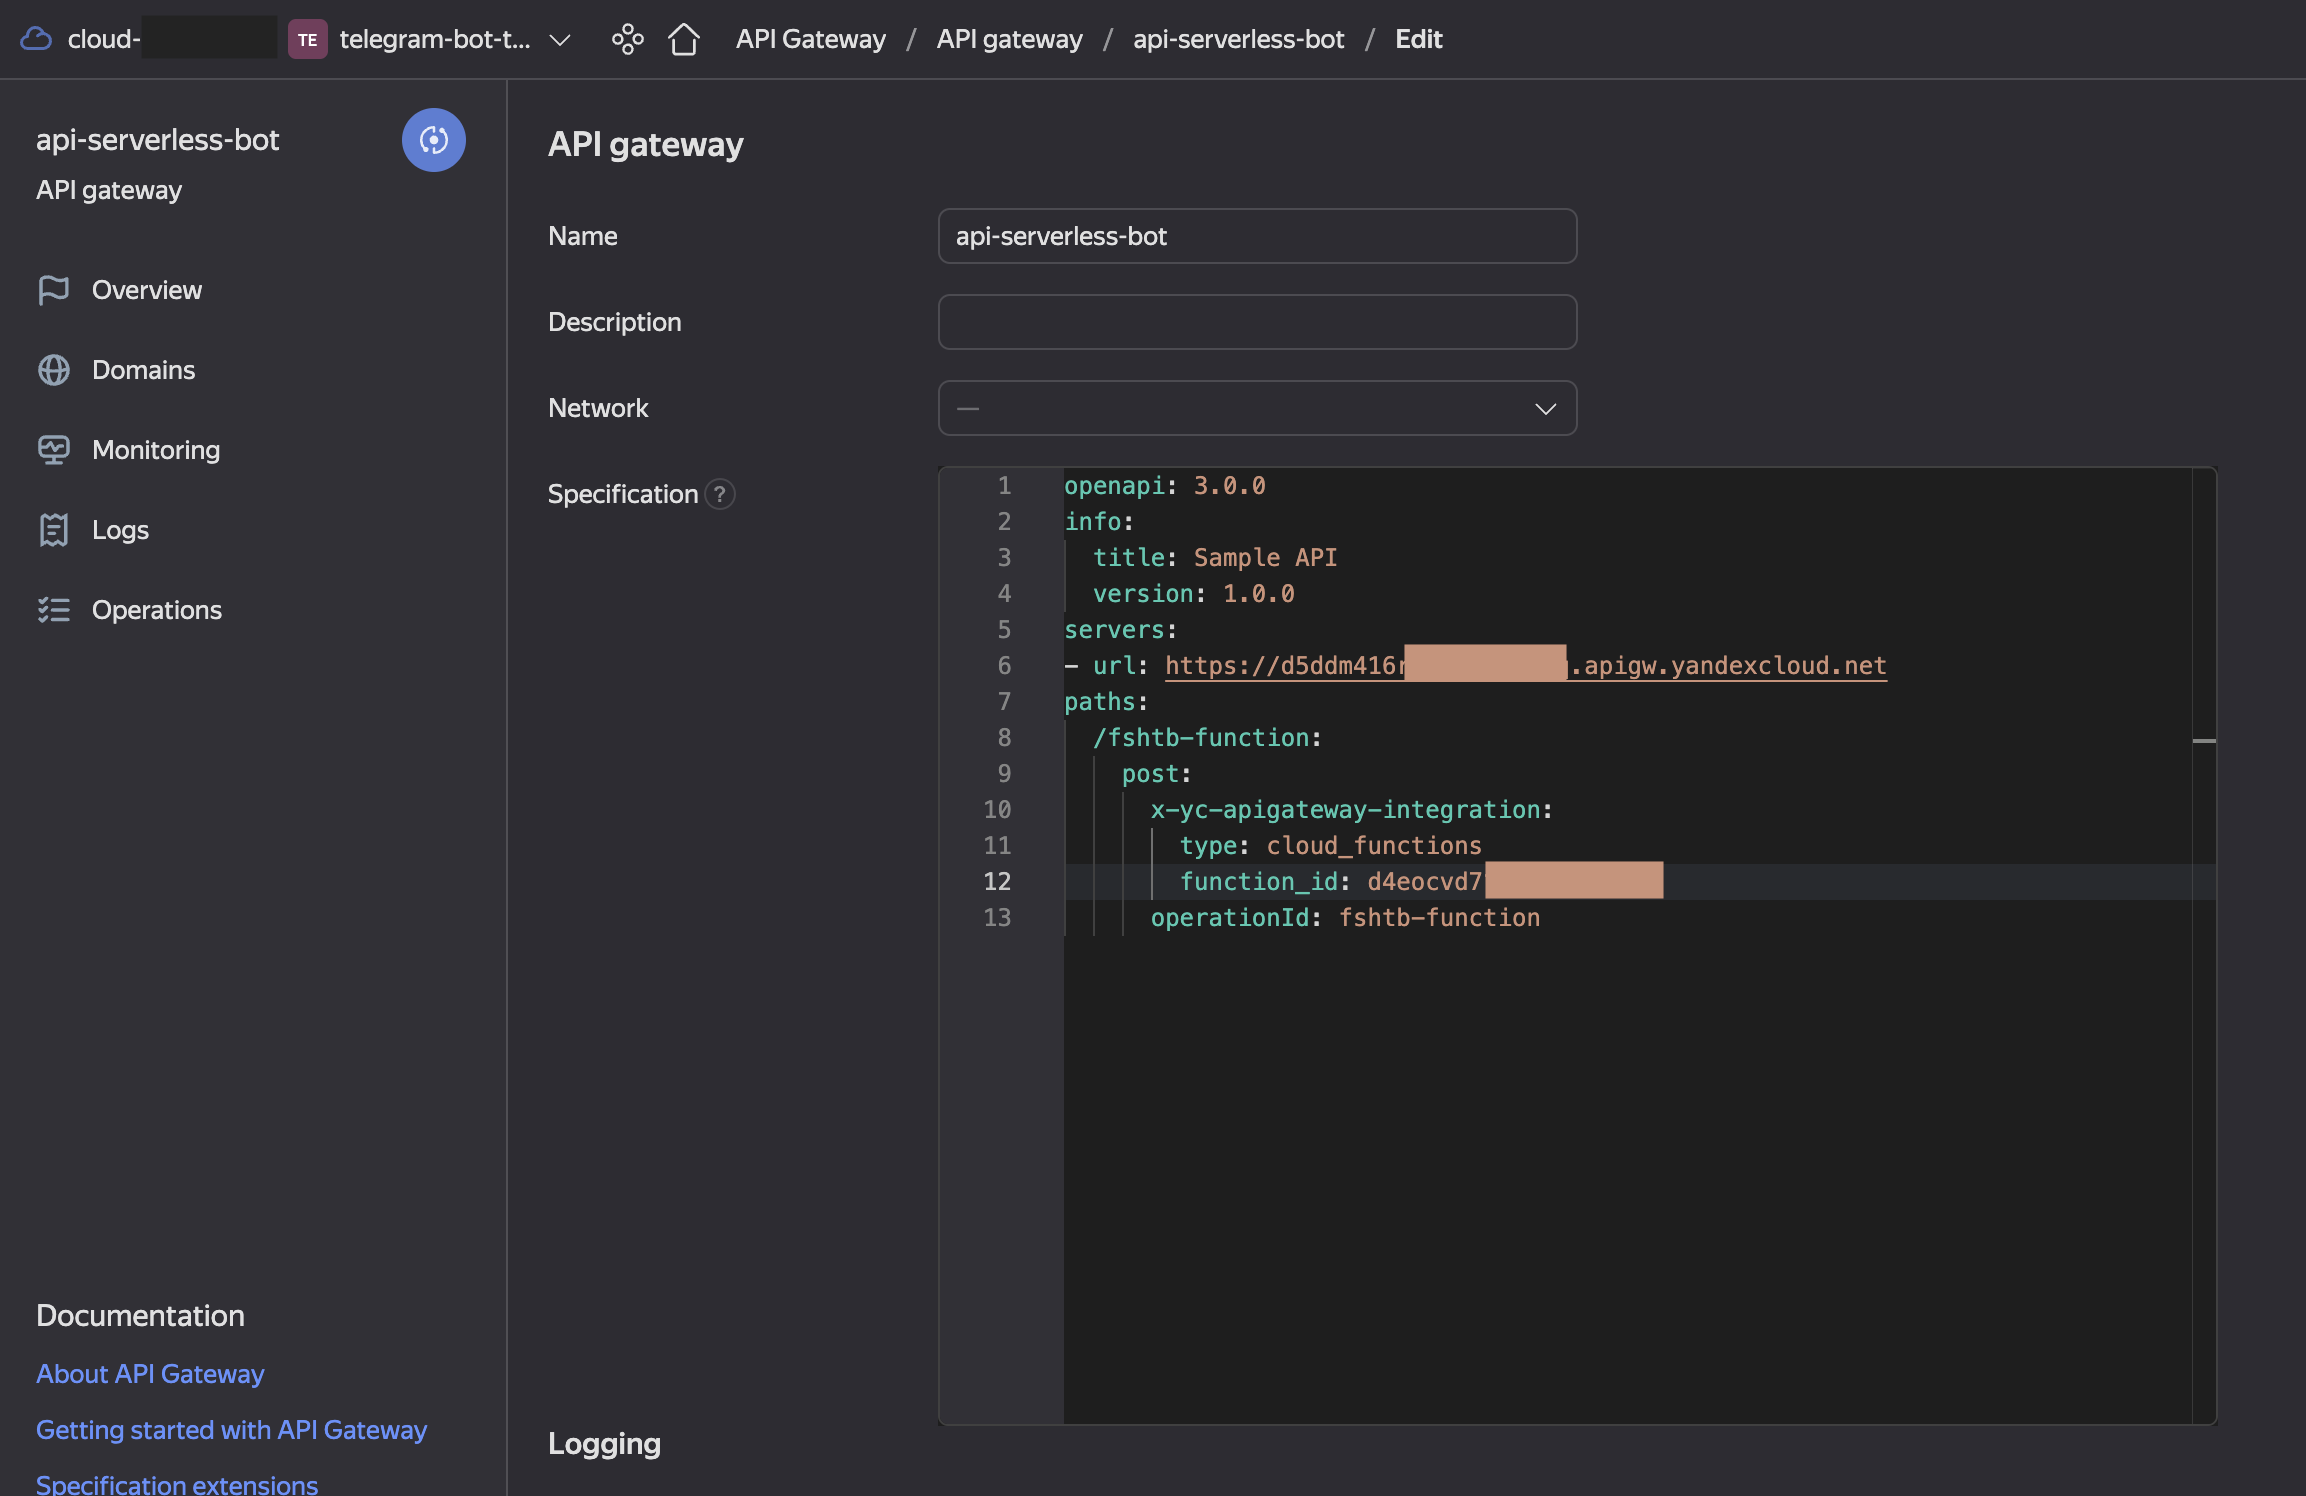 cloud- TE telegram-bot-t... API Gateway / API gateway / api-serverless-bot / Edit
api-serverless-bot
API gateway
Overview
Domains
Monitoring
Logs
Operations
Documentation
About API Gateway
Getting started with API Gateway
Specification extensions
API gateway
Name api-serverless-bot
Description
Network —
Specification ?
1 openapi: 3.0.0
2 info:
3 title: Sample API
4 version: 1.0.0
5 servers:
6 - url: https://d5ddm416r .apigw.yandexcloud.net
7 paths:
8 /fshtb-function:
9 post:
10 x-yc-apigateway-integration:
11 type: cloud_functions
12 function_id: d4eocvd7
13 operationId: fshtb-function
Logging